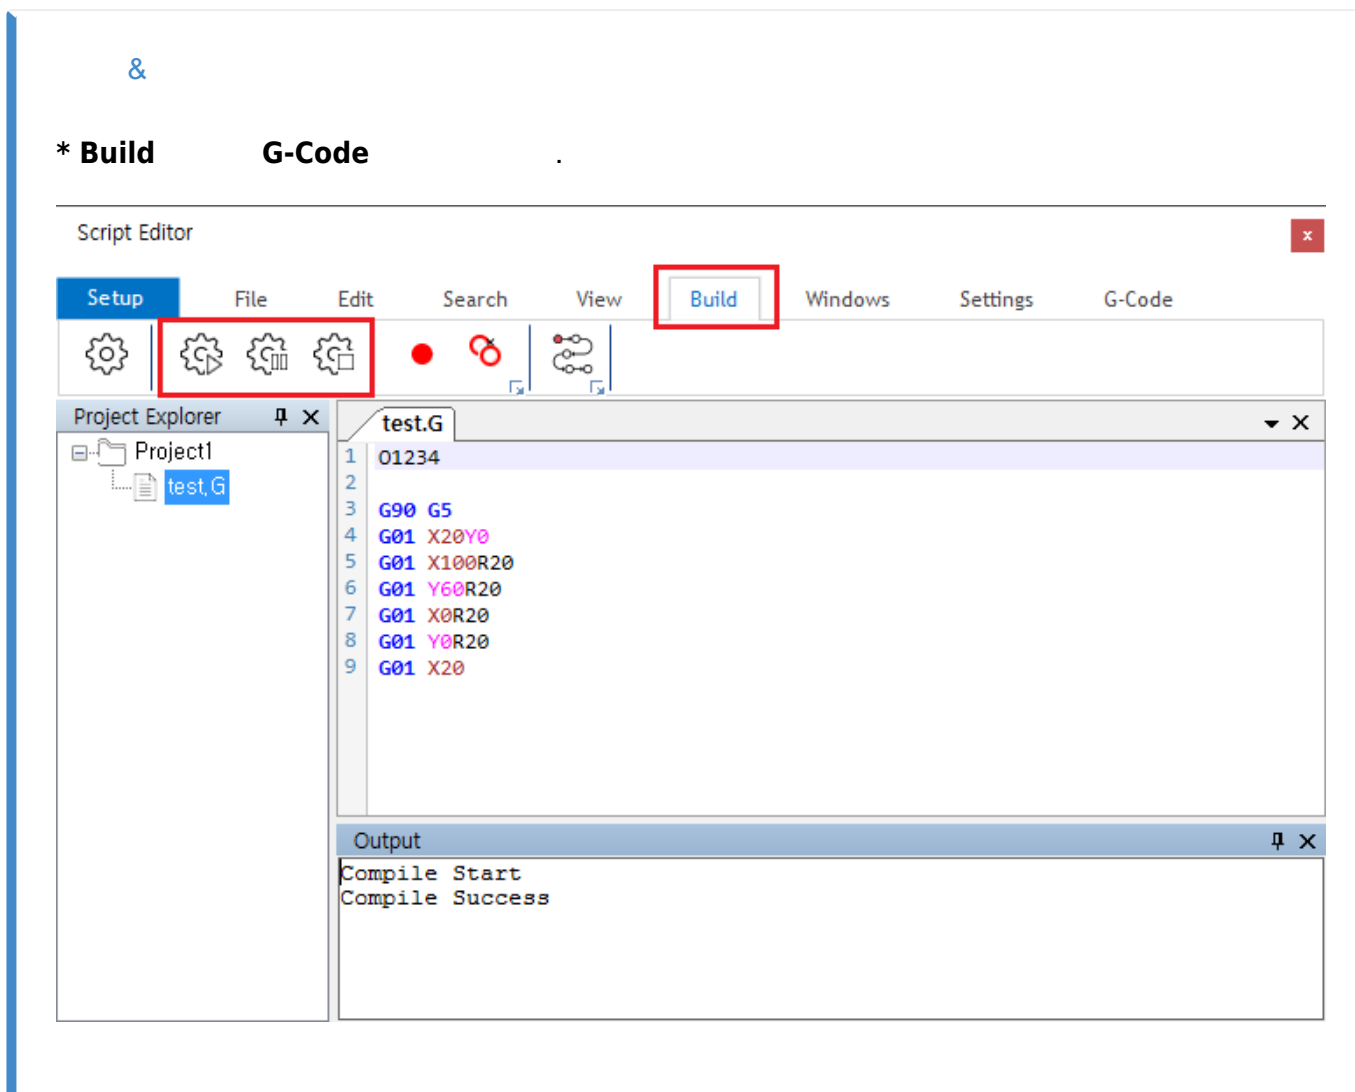 &
* Build G-Code .
Script Editor
x
Setup File Edit Search View Build Windows Settings G-Code
Project Explorer
Project1
test.G
test.G
1 O1234
2
3 G90 G5
4 G01 X20Y0
5 G01 X100R20
6 G01 Y60R20
7 G01 X0R20
8 G01 Y0R20
9 G01 X20
Output
Compile Start
Compile Success